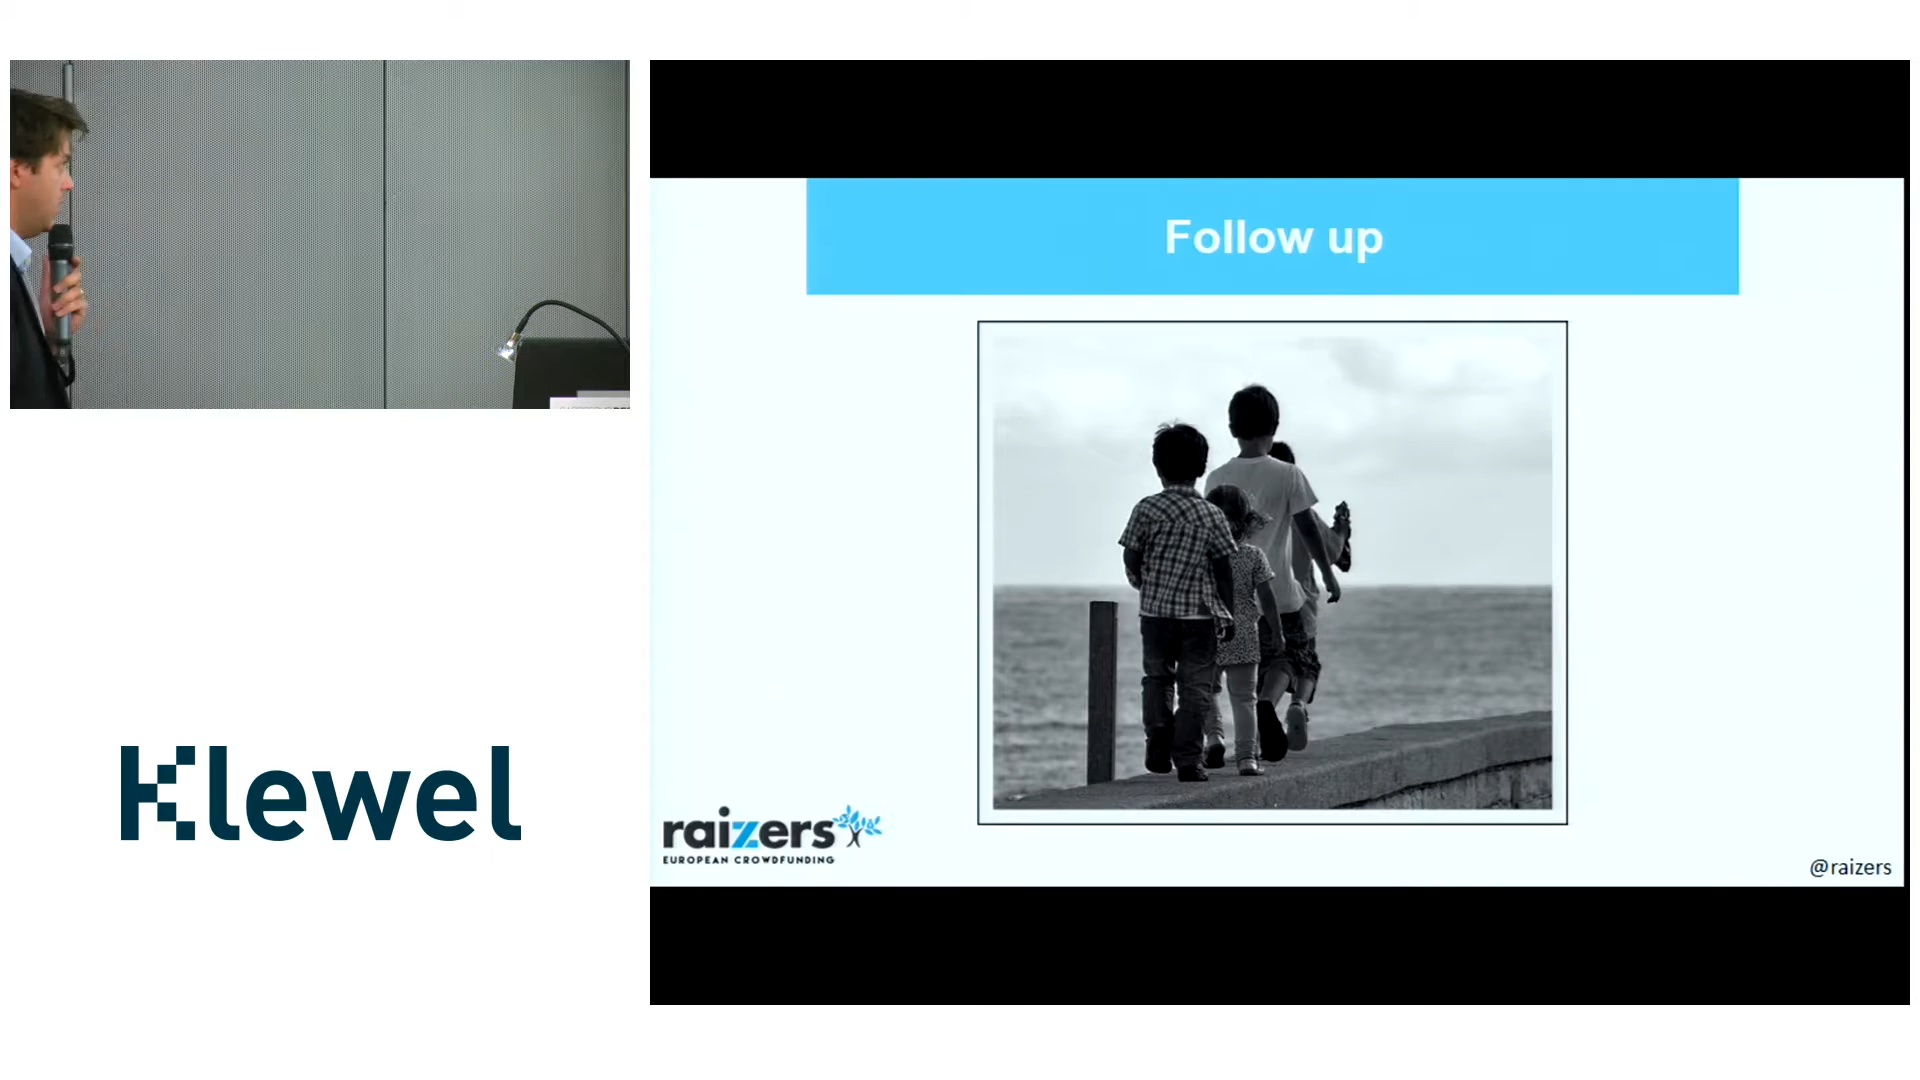 Follow up
Klewel
raizers
EUROPEAN CROWDFUNDING
@raizers